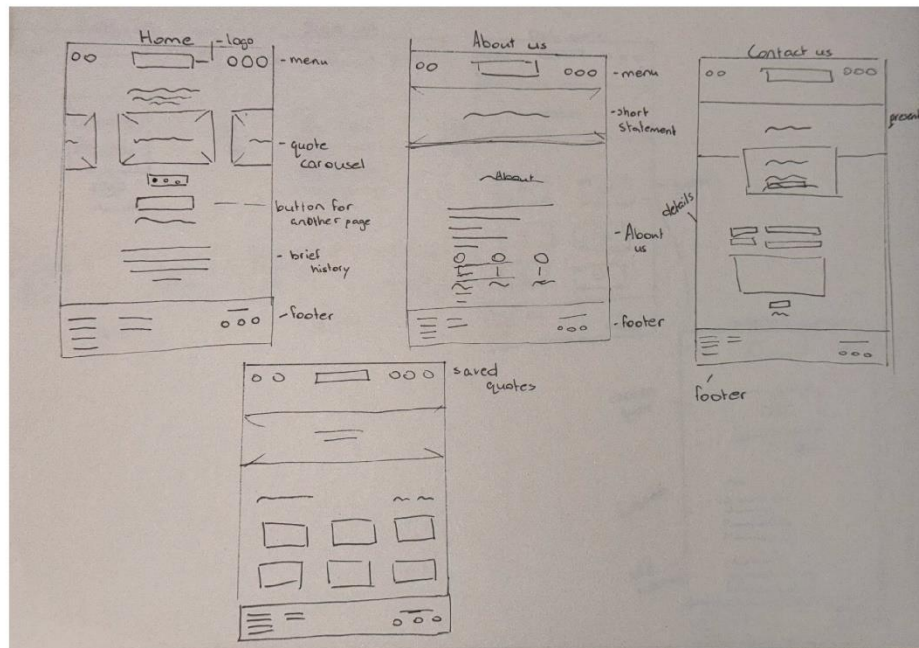 Home
-logo
-menu
-quote
carousel
button for
another page
-brief
history
-footer
About us
-menu
-short
statement
About
-About
us
-footer
Contact us
details
footer
saved
quotes